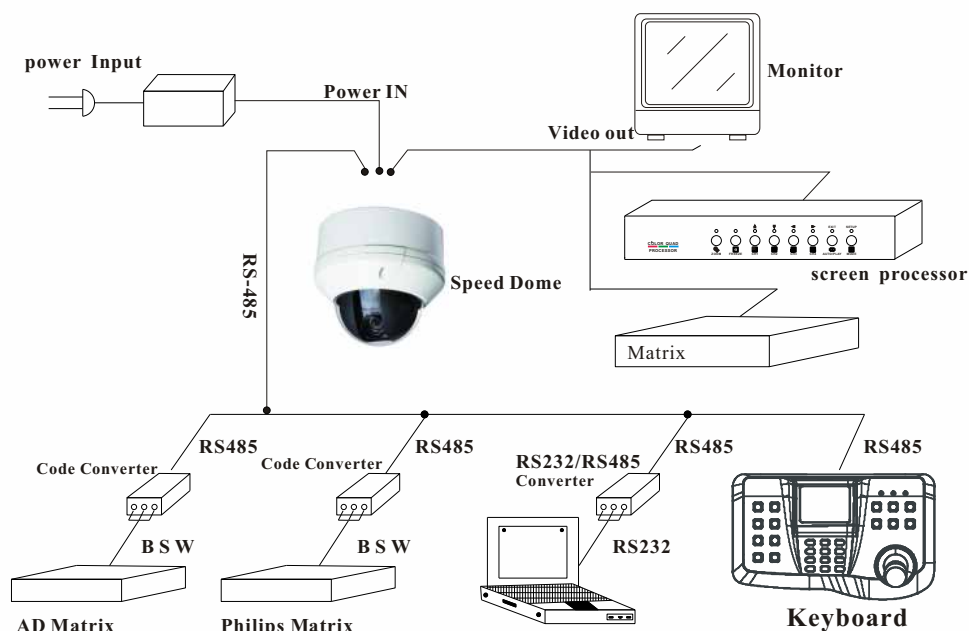 power Input
Power IN
Monitor
Video out
COLOR QUAD
PROCESSOR
screen processor
RS-485
Speed Dome
Matrix
RS485
RS485
RS485
RS485
Code Converter
Code Converter
RS232/RS485
Converter
B S W
B S W
RS232
AD Matrix
Philips Matrix
Keyboard